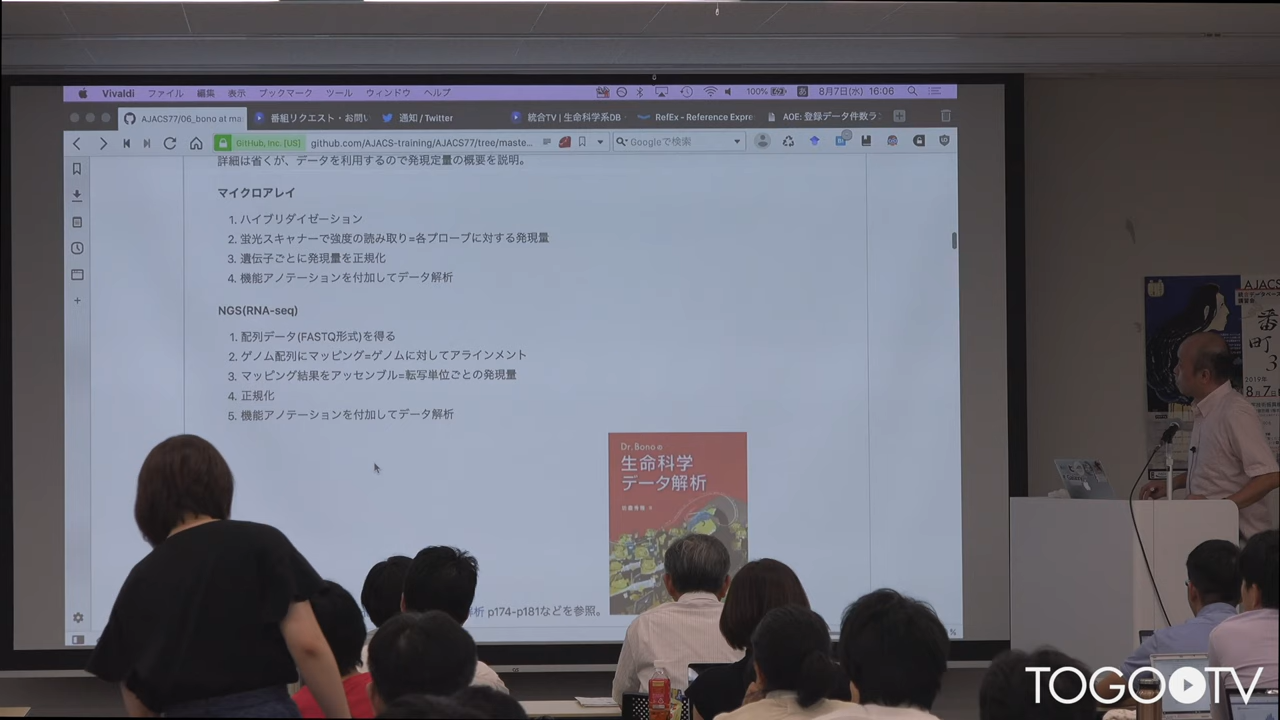 Vivaldi ファイル 編集 表示 ブックマーク ツール ウィンドウ ヘルプ 100% 8月7日(水) 16:06
AJACS77/06_bono at ma 番組リクエスト・お問い 通知 / Twitter 統合TV | 生命科学系DB RefEx - Reference Expre AOE: 登録データ件数ラ
GitHub, Inc. [US] github.com/AJACS-training/AJACS77/tree/maste... Googleで検索
詳細は省くが、データを利用するので発現定量の概要を説明。
マイクロアレイ
1. ハイブリダイゼーション
2. 蛍光スキャナーで強度の読み取り=各プローブに対する発現量
3. 遺伝子ごとに発現量を正規化
4. 機能アノテーションを付加してデータ解析
NGS(RNA-seq)
1. 配列データ(FASTQ形式)を得る
2. ゲノム配列にマッピング=ゲノムに対してアラインメント
3. マッピング結果をアッセンブル=転写単位ごとの発現量
4. 正規化
5. 機能アノテーションを付加してデータ解析
Dr. Bonoの
生命科学
データ解析
解析 p174-p181などを参照。
AJACS
番
町
3
2019年
8月7日
TOGOTV